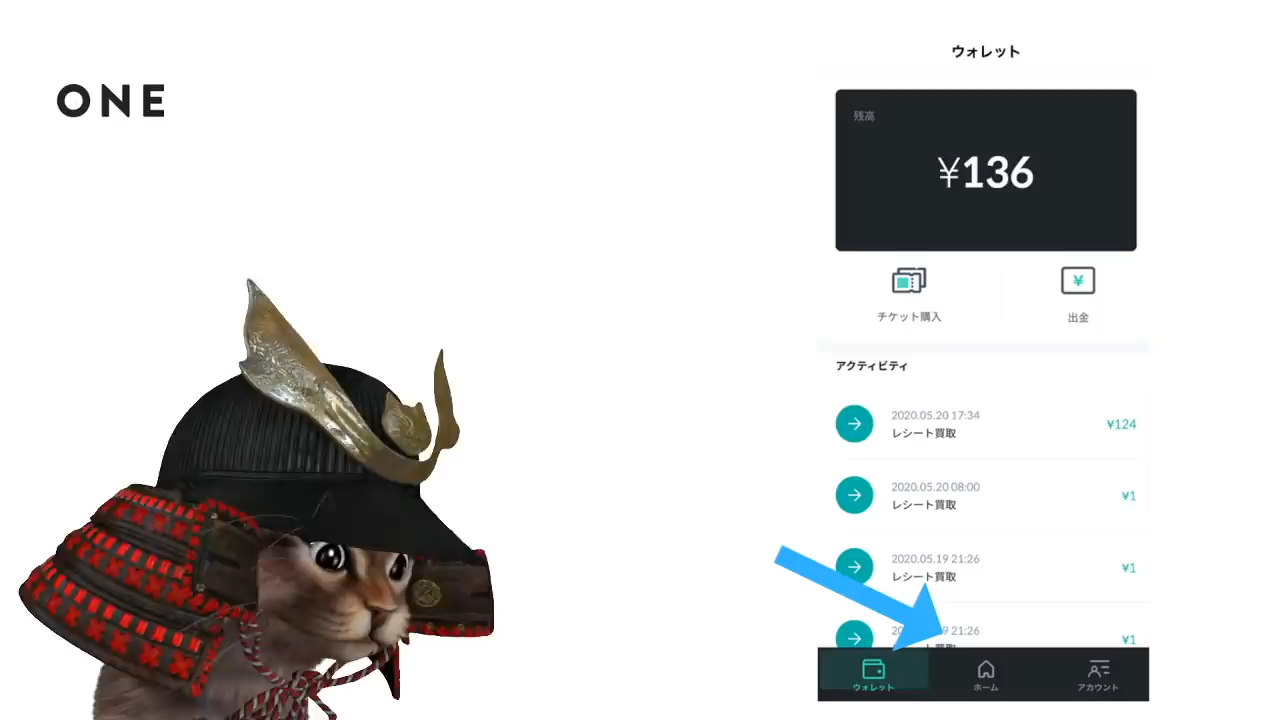 ONE
ウォレット
残高
¥136
チケット購入
出金
アクティビティ
2020.05.20 17:34
レシート買取
¥124
2020.05.20 08:00
レシート買取
¥1
2020.05.19 21:26
レシート買取
¥1
21:26
¥1
ウォレット
ホーム
アカウント